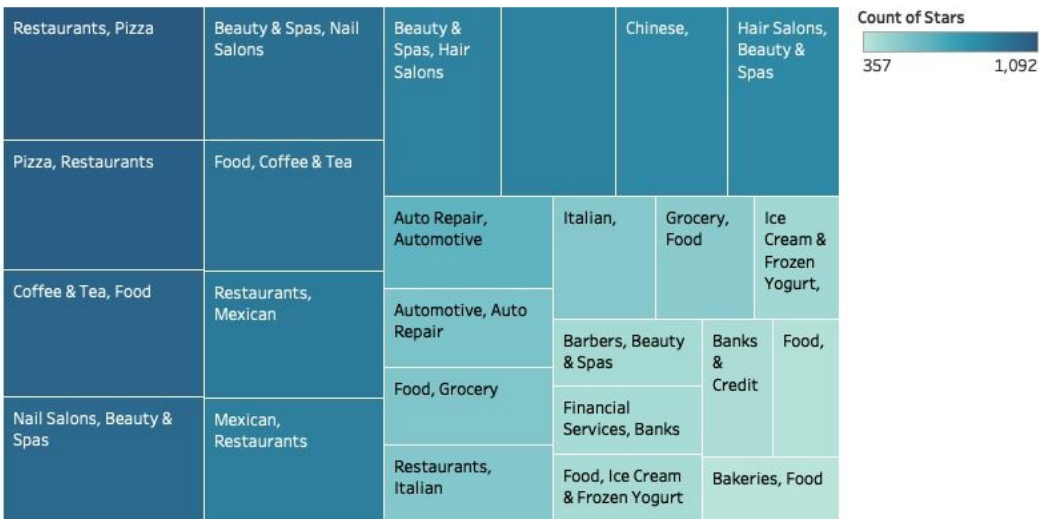 Restaurants, Pizza
Pizza, Restaurants
Coffee & Tea, Food
Nail Salons, Beauty &
Spas
Beauty & Spas, Nail
Salons
Food, Coffee & Tea
Restaurants,
Mexican
Mexican,
Restaurants
Beauty &
Spas, Hair
Salons
Chinese,
Hair Salons,
Beauty &
Spas
Auto Repair,
Automotive
Automotive, Auto
Repair
Food, Grocery
Restaurants,
Italian
Italian,
Grocery,
Food
Ice
Cream &
Frozen
Yogurt,
Barbers, Beauty
& Spas
Financial
Services, Banks
Food, Ice Cream
& Frozen Yogurt
Banks
&
Credit
Food,
Bakeries, Food
Count of Stars
357 1,092